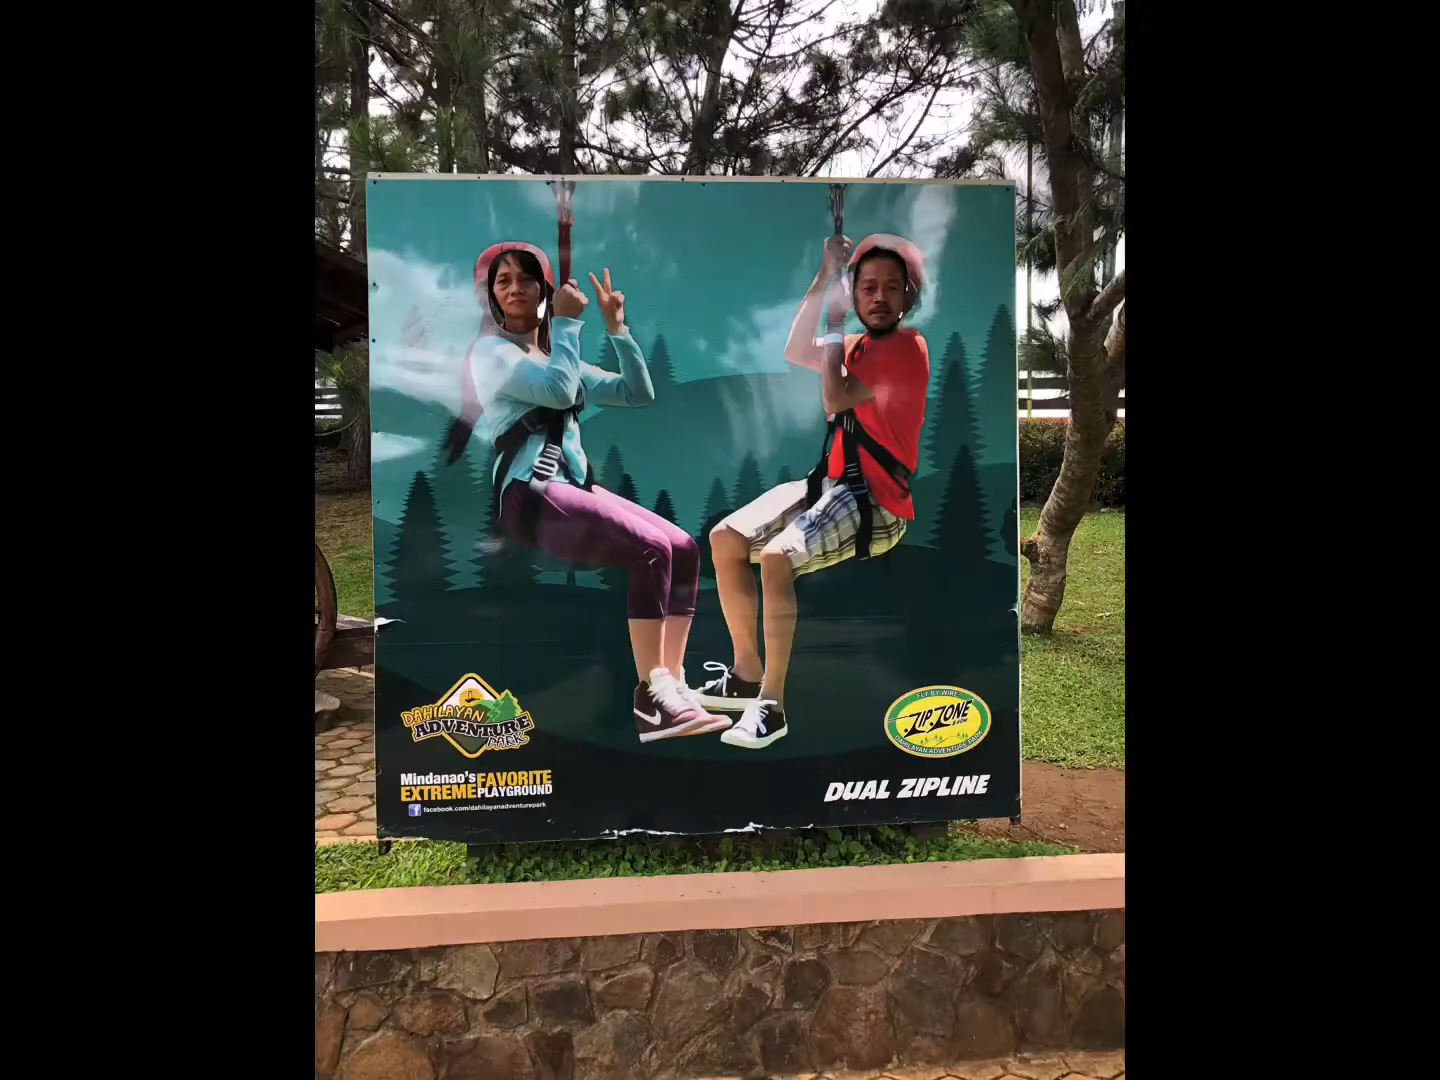 DAHILAYAN
ADVENTURE
PARK
Mindanao's FAVORITE
EXTREME PLAYGROUND
facebook.com/dahilayanadventurepark
FLY BY WIRE
ZIP ZONE
DAHILAYAN ADVENTURE PARK
DUAL ZIPLINE